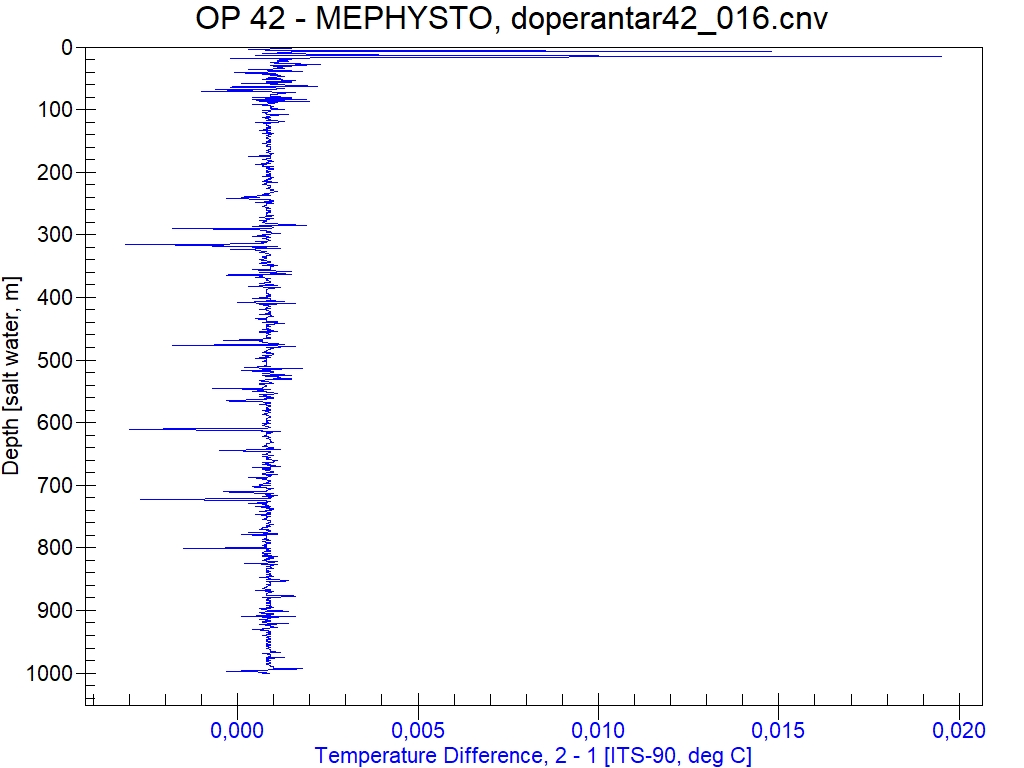 OP 42 - MEPHYSTO, doperantar42_016.cnv
0
100
200
300
400
500
600
700
800
900
1000
Depth [salt water, m]
0,000 0,005 0,010 0,015 0,020
Temperature Difference, 2 - 1 [ITS-90, deg C]